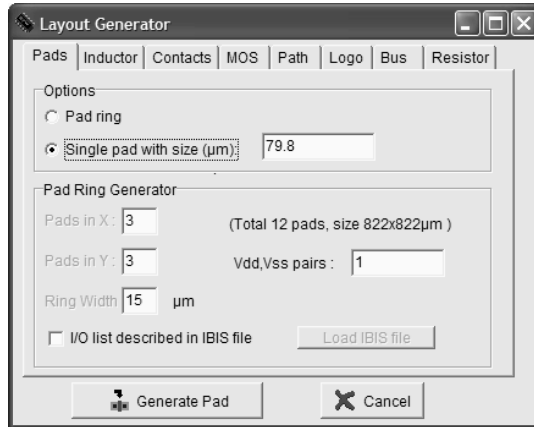 Layout Generator
Pads Inductor Contacts MOS Path Logo Bus Resistor
Options
Pad ring
Single pad with size (µm): 79.8
Pad Ring Generator
Pads in X : 3 (Total 12 pads, size 822x822µm )
Pads in Y : 3 Vdd,Vss pairs : 1
Ring Width 15 µm
I/O list described in IBIS file Load IBIS file
Generate Pad Cancel